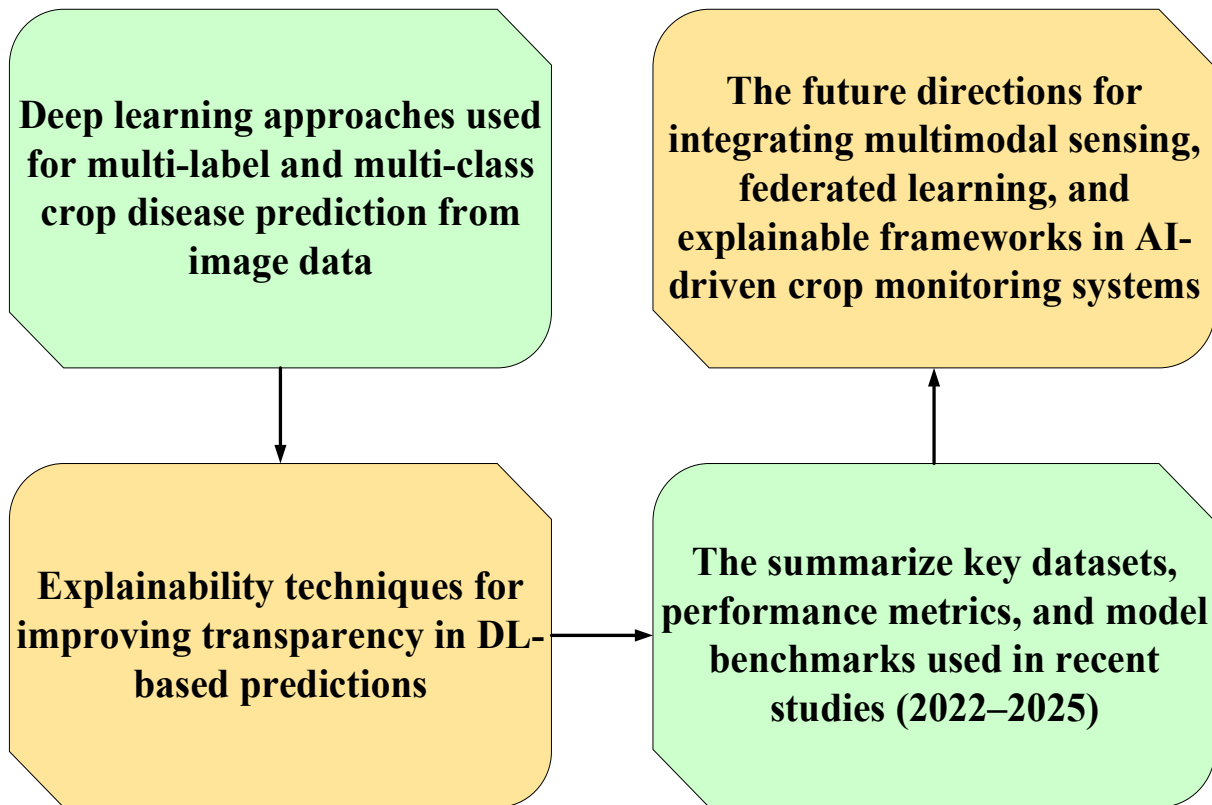 Deep learning approaches used
for multi-label and multi-class
crop disease prediction from
image data
Explainability techniques for
improving transparency in DL-
based predictions
The summarize key datasets,
performance metrics, and model
benchmarks used in recent
studies (2022–2025)
The future directions for
integrating multimodal sensing,
federated learning, and
explainable frameworks in AI-
driven crop monitoring systems